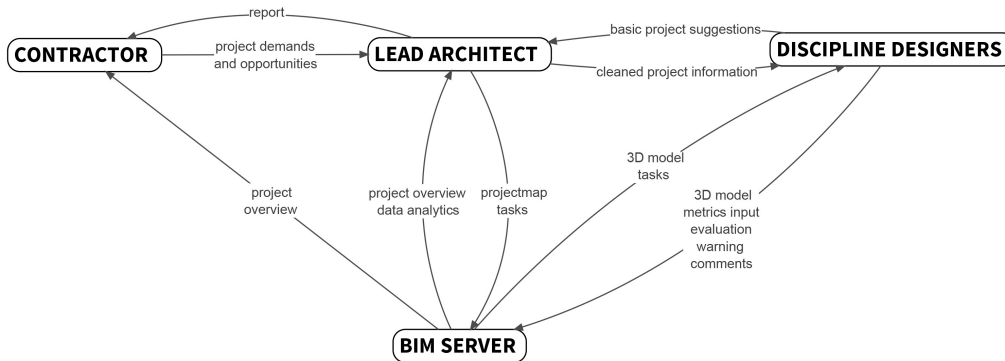 report
basic project suggestions
CONTRACTOR
project demands
and opportunities
LEAD ARCHITECT
DISCIPLINE DESIGNERS
cleaned project information
3D model
tasks
project
overview
project overview
data analytics
projectmap
tasks
3D model
metrics input
evaluation
warning
comments
BIM SERVER